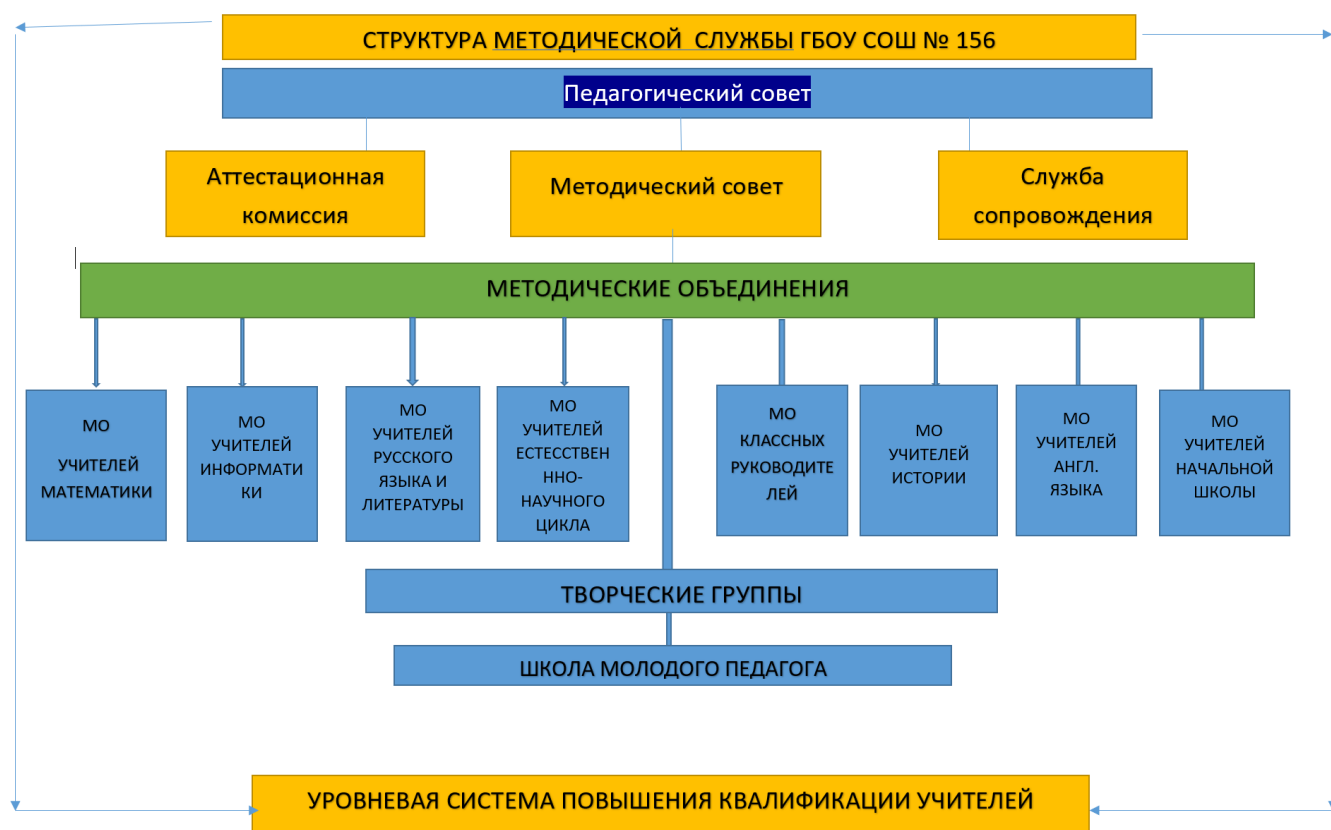 СТРУКТУРА МЕТОДИЧЕСКОЙ СЛУЖБЫ ГБОУ СОШ № 156
Педагогический совет
Аттестационная
комиссия
Методический совет
Служба
сопровождения
МЕТОДИЧЕСКИЕ ОБЪЕДИНЕНИЯ
МО
УЧИТЕЛЕЙ
МАТЕМАТИКИ
МО
УЧИТЕЛЕЙ
ИНФОРМАТИ
КИ
МО
УЧИТЕЛЕЙ
РУССКОГО
ЯЗЫКА И
ЛИТЕРАТУРЫ
МО
УЧИТЕЛЕЙ
ЕСТЕССТВЕН
ННО-
НАУЧНОГО
ЦИКЛА
МО
КЛАССНЫХ
РУКОВОДИТЕ
ЛЕЙ
МО
УЧИТЕЛЕЙ
ИСТОРИИ
МО
УЧИТЕЛЕЙ
АНГЛ.
ЯЗЫКА
МО
УЧИТЕЛЕЙ
НАЧАЛЬНОЙ
ШКОЛЫ
ТВОРЧЕСКИЕ ГРУППЫ
ШКОЛА МОЛОДОГО ПЕДАГОГА
УРОВНЕВАЯ СИСТЕМА ПОВЫШЕНИЯ КВАЛИФИКАЦИИ УЧИТЕЛЕЙ